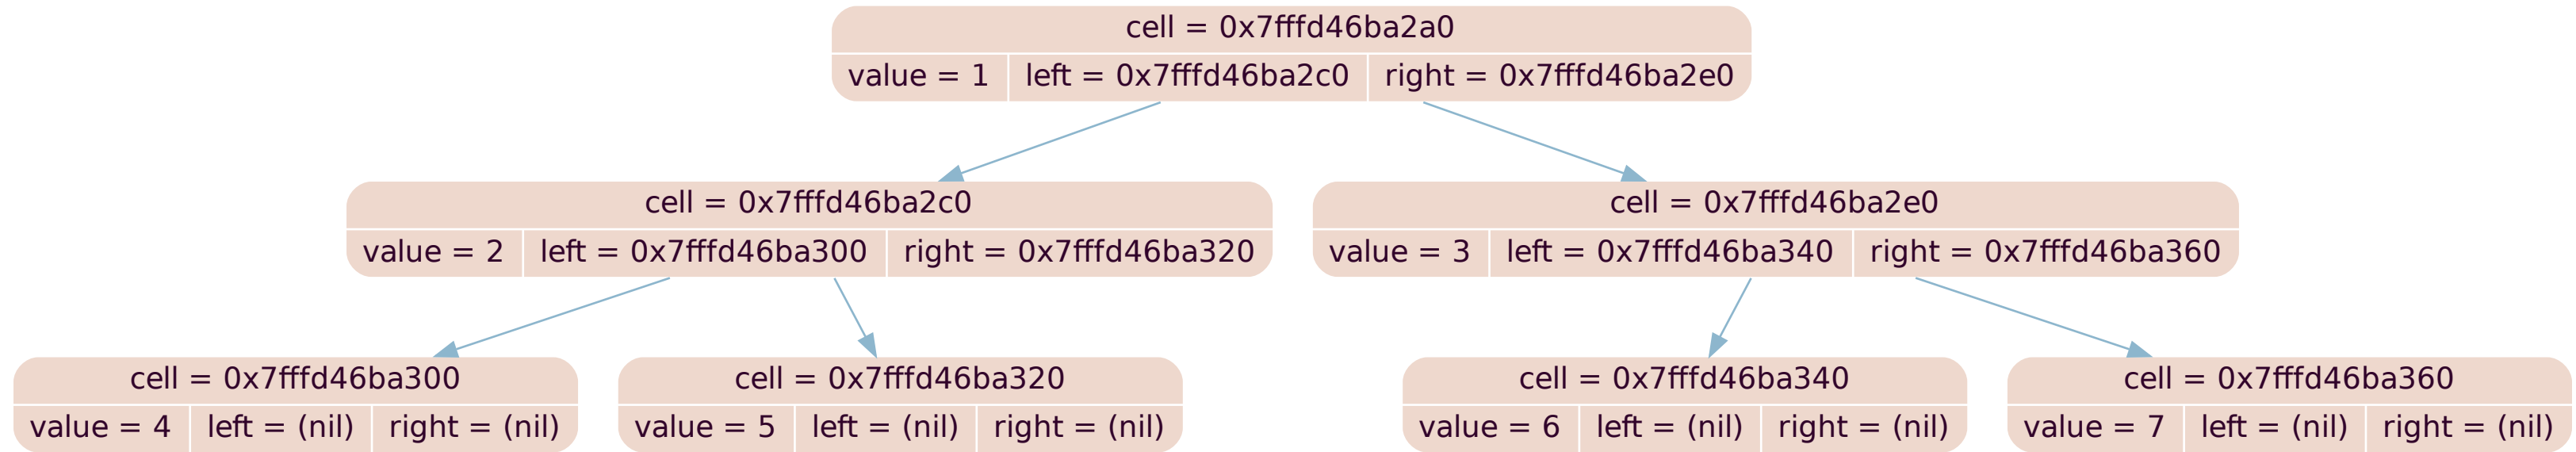 cell = 0x7fffd46ba2a0
value = 1 left = 0x7fffd46ba2c0 right = 0x7fffd46ba2e0
cell = 0x7fffd46ba2c0
value = 2 left = 0x7fffd46ba300 right = 0x7fffd46ba320
cell = 0x7fffd46ba2e0
value = 3 left = 0x7fffd46ba340 right = 0x7fffd46ba360
cell = 0x7fffd46ba300
value = 4 left = (nil) right = (nil)
cell = 0x7fffd46ba320
value = 5 left = (nil) right = (nil)
cell = 0x7fffd46ba340
value = 6 left = (nil) right = (nil)
cell = 0x7fffd46ba360
value = 7 left = (nil) right = (nil)